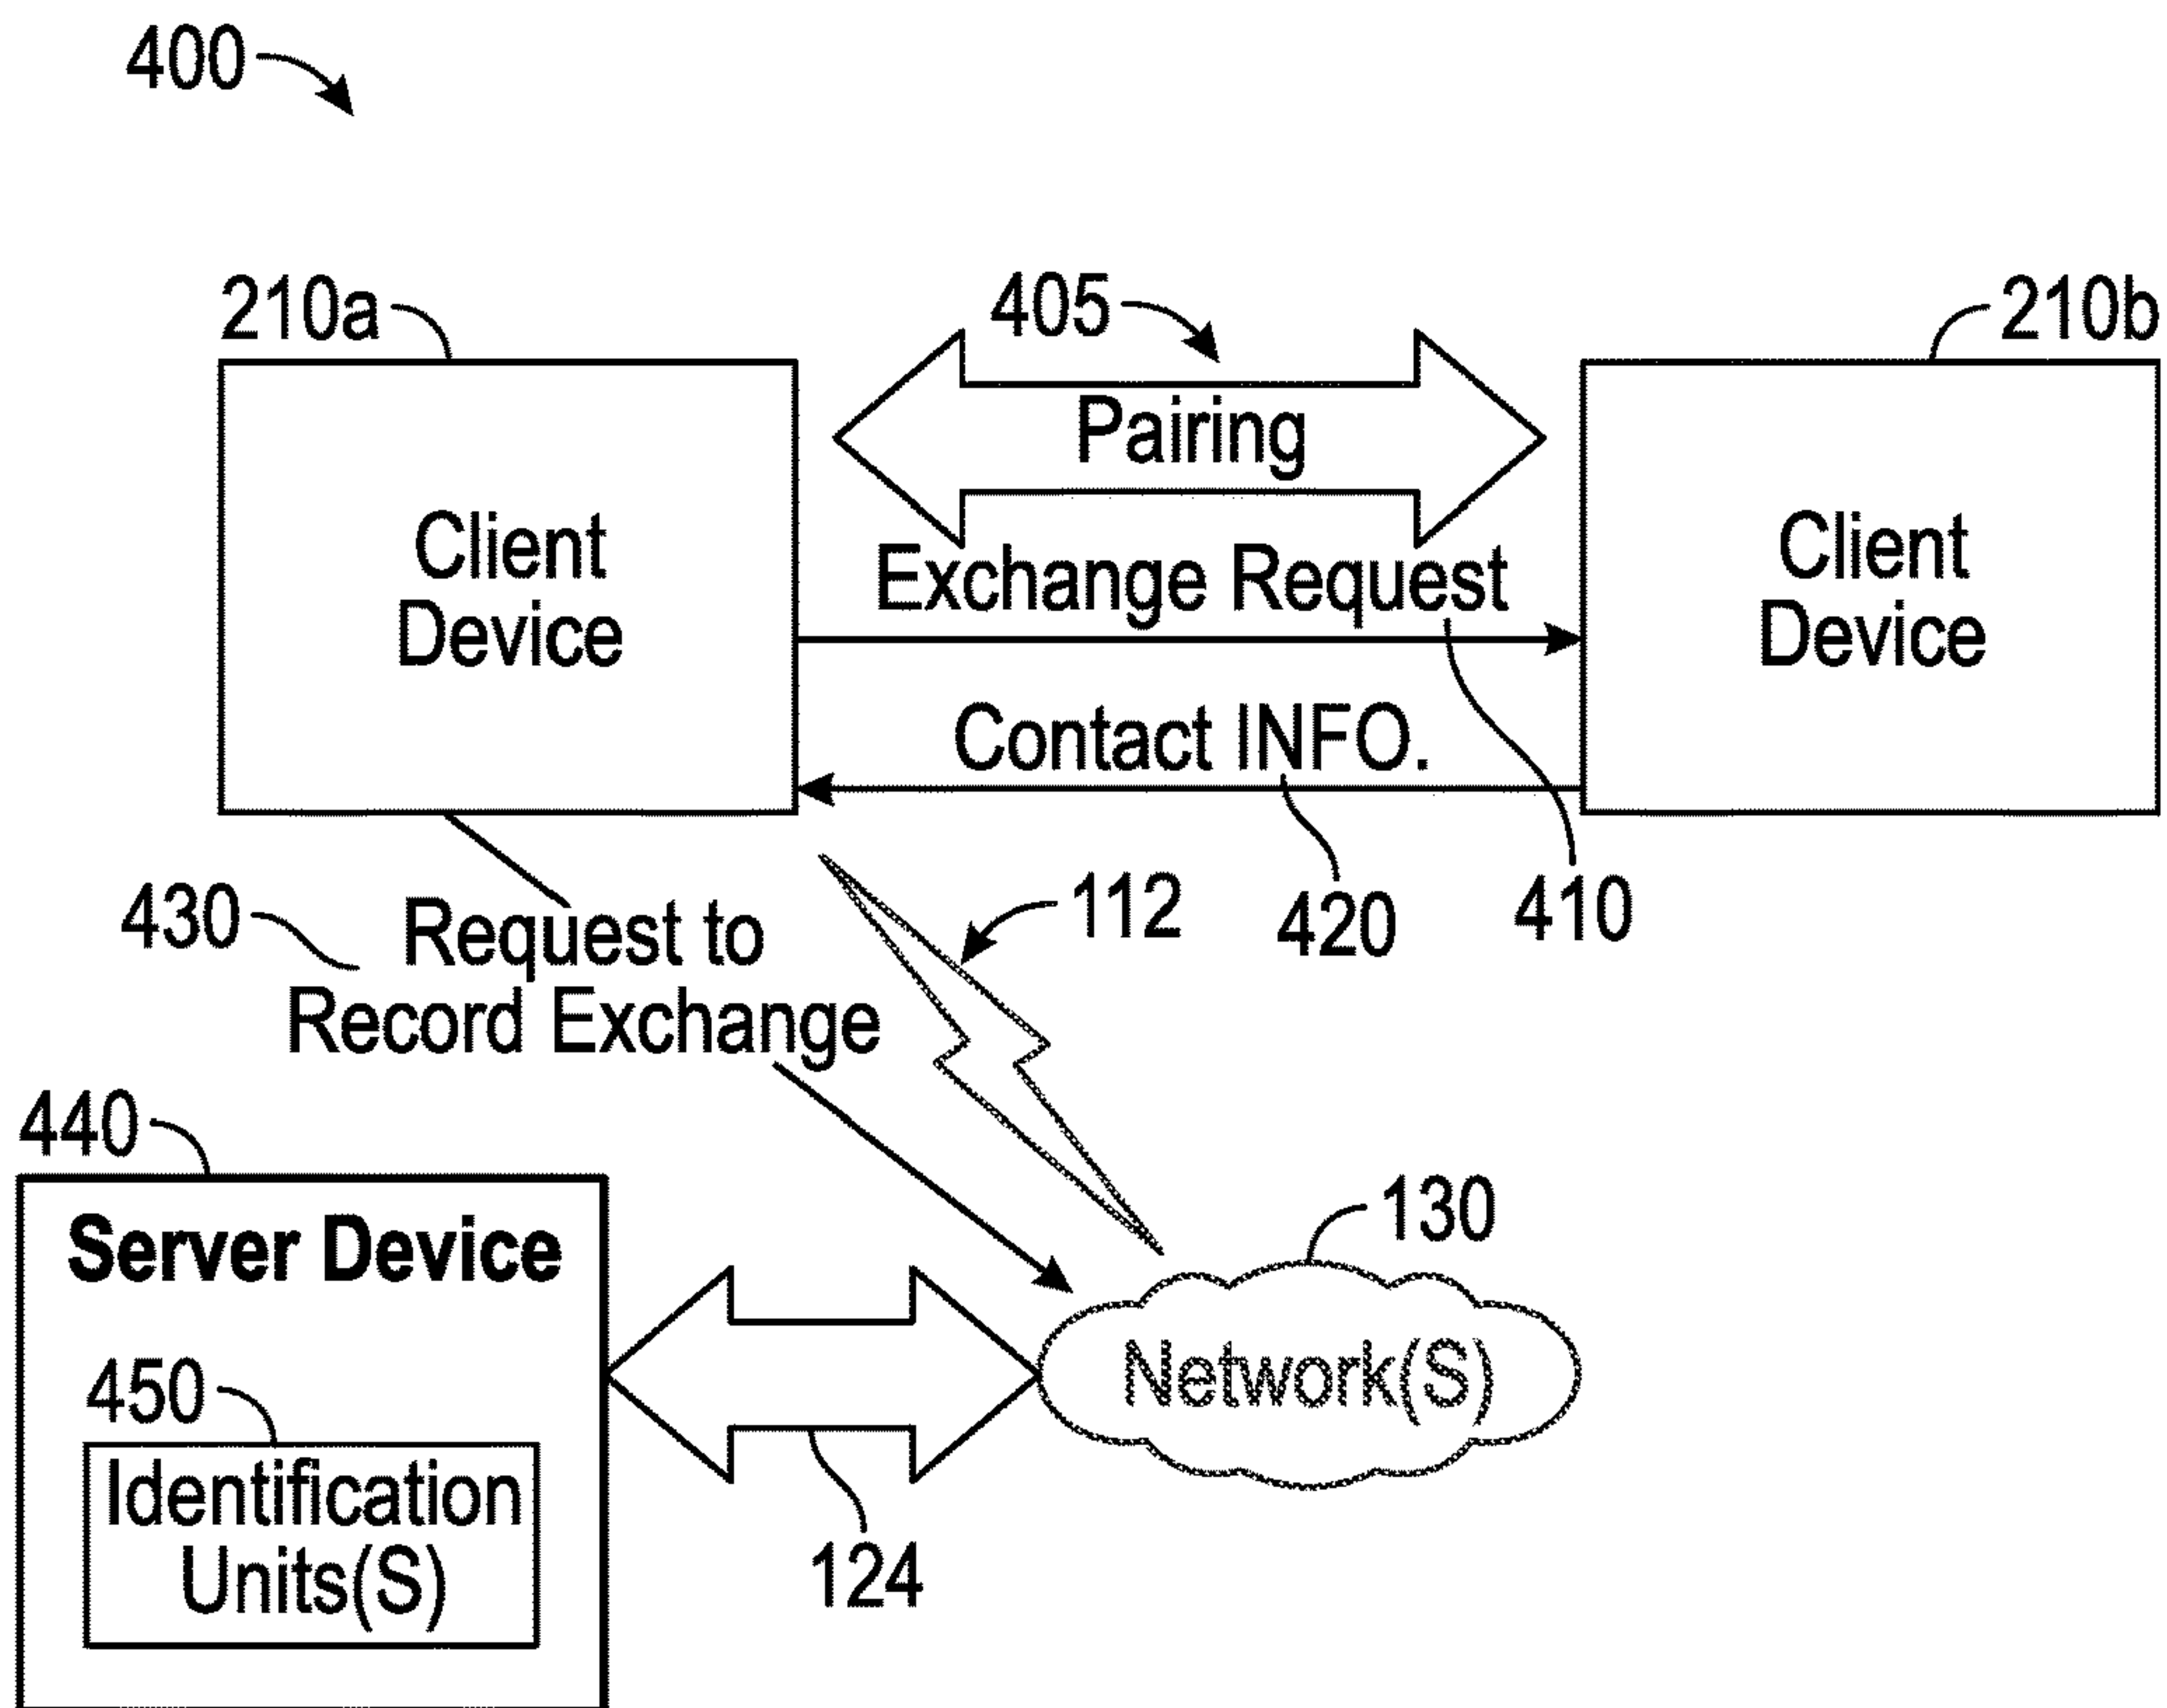 400
210a
405
210b
Pairing
Client
Device
Client
Device
Exchange Request
Contact INFO.
430
Request to
Record Exchange
112
420
410
440
Server Device
130
Network(S)
450
Identification
Units(S)
124